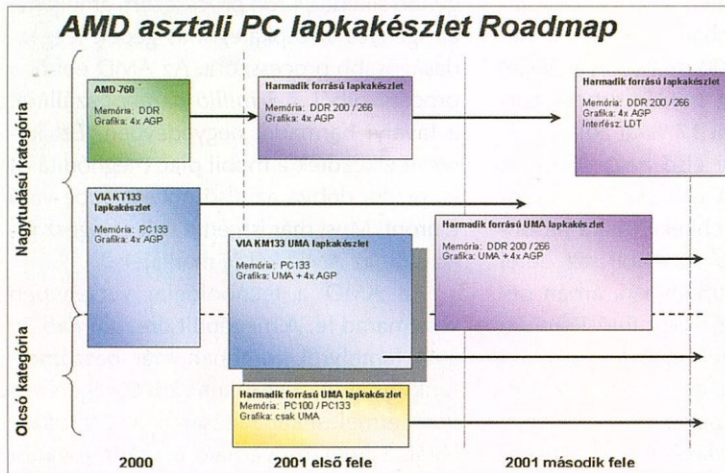 AMD asztali PC lapkakészlet Roadmap
Nagytudású kategória
Olcsó kategória
AMD-760
Memória: DDR
Grafika: 4x AGP
Harmadik forrású lapkakészlet
Memória: DDR 200 / 266
Grafika: 4x AGP
Harmadik forrású lapkakészlet
Memória: DDR 200 / 266
Grafika: 4x AGP
Interfész: LDT
VIA KT133
lapkakészlet
Memória: PC133
Grafika: 4x AGP
VIA KM133 UMA lapkakészlet
Memória: PC133
Grafika: UMA + 4x AGP
Harmadik forrású UMA lapkakészlet
Memória: DDR 200 / 266
Grafika: UMA + 4x AGP
Harmadik forrású UMA lapkakészlet
Memória: PC100 / PC133
Grafika: csak UMA
2000
2001 első fele
2001 második fele